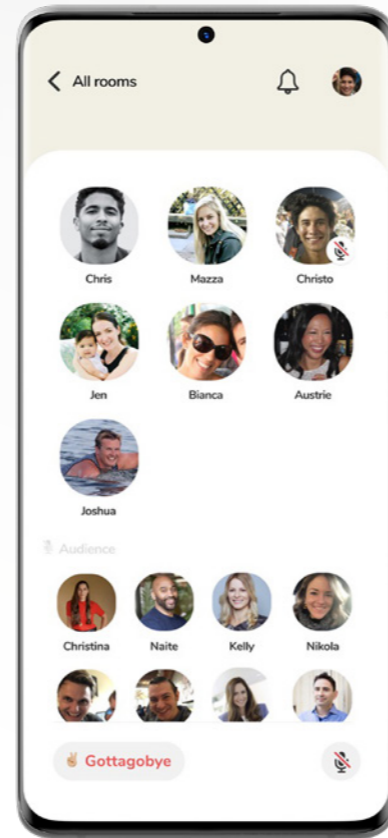 All rooms
Chris Mazza Christo
Jen Bianca Austrie
Joshua
Audience
Christina Naite Kelly Nikola
Gottagobye